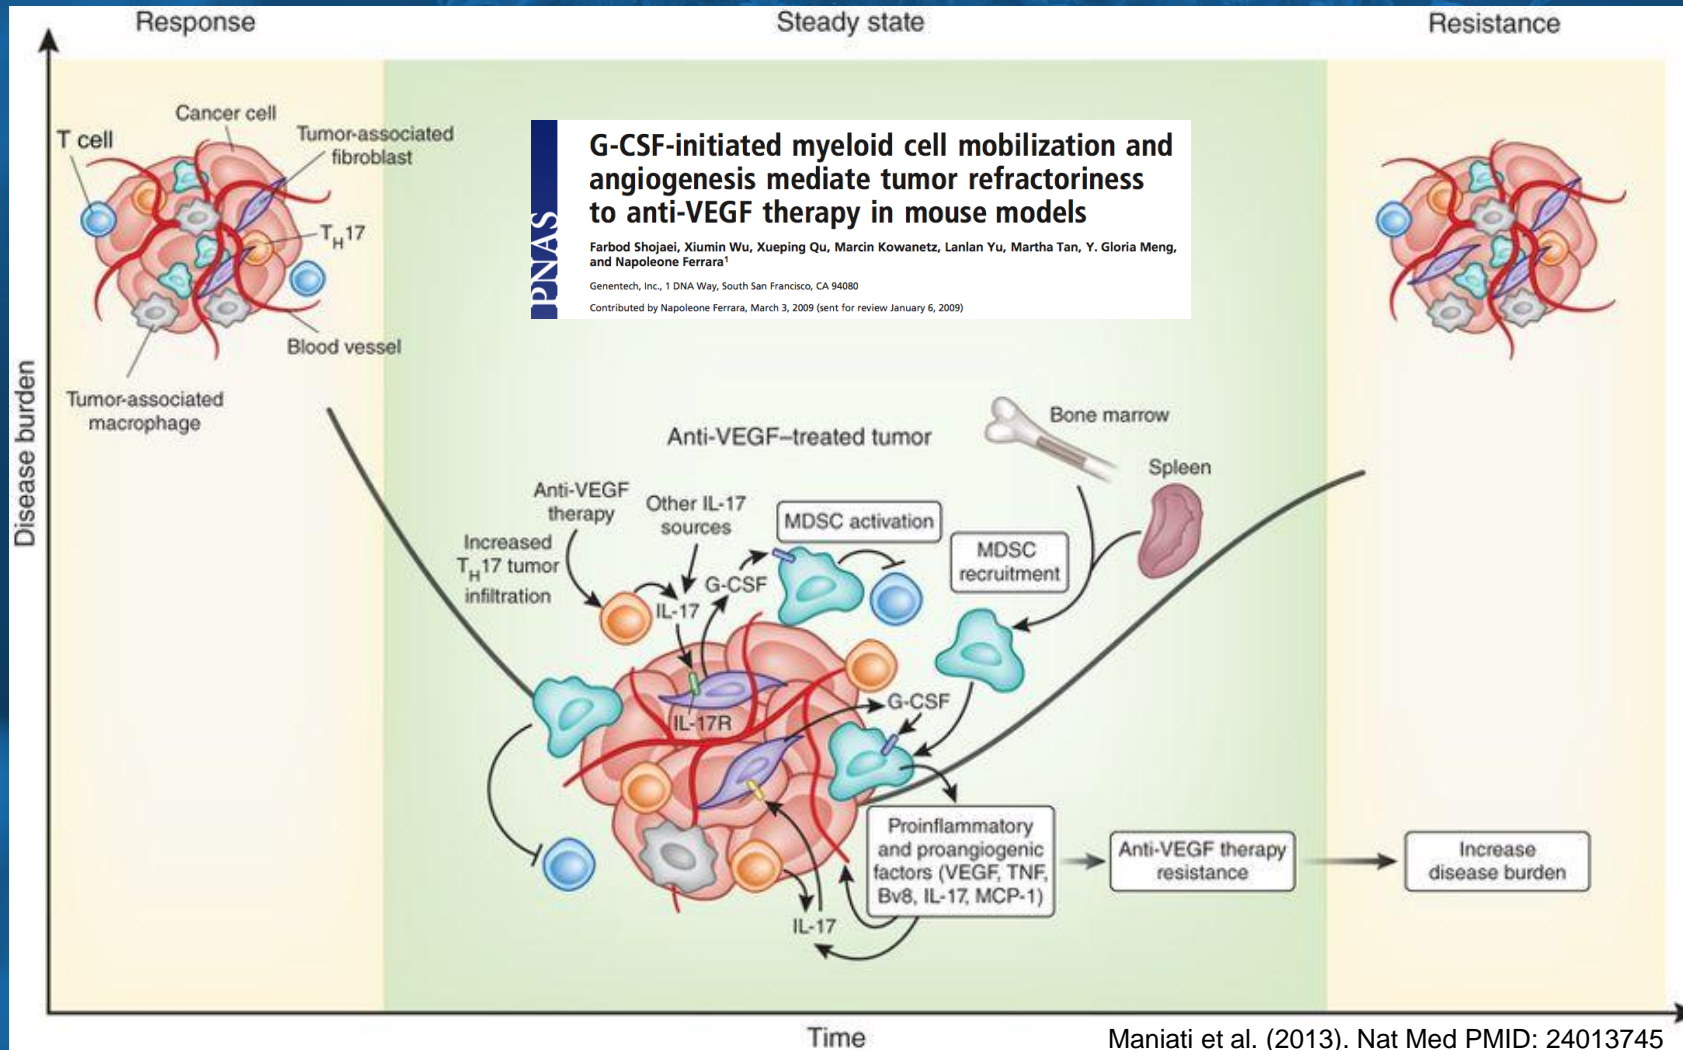 Response
Steady state
Resistance
Disease burden
T cell
Cancer cell
Tumor-associated
fibroblast
TH17
Blood vessel
Tumor-associated
macrophage
PNAS
G-CSF-initiated myeloid cell mobilization and
angiogenesis mediate tumor refractoriness
to anti-VEGF therapy in mouse models
Farbod Shojaei, Xiumin Wu, Xueping Qu, Marcin Kowanetz, Lanlan Yu, Martha Tan, Y. Gloria Meng,
and Napoleone Ferrara1
Genentech, Inc., 1 DNA Way, South San Francisco, CA 94080
Contributed by Napoleone Ferrara, March 3, 2009 (sent for review January 6, 2009)
Anti-VEGF–treated tumor
Bone marrow
Spleen
Anti-VEGF
therapy
Other IL-17
sources
MDSC activation
Increased
TH17 tumor
infiltration
MDSC
recruitment
IL-17
G-CSF
IL-17R
G-CSF
IL-17
Proinflammatory
and proangiogenic
factors (VEGF, TNF,
Bv8, IL-17, MCP-1)
Anti-VEGF therapy
resistance
Increase
disease burden
Time
Maniati et al. (2013). Nat Med PMID: 24013745